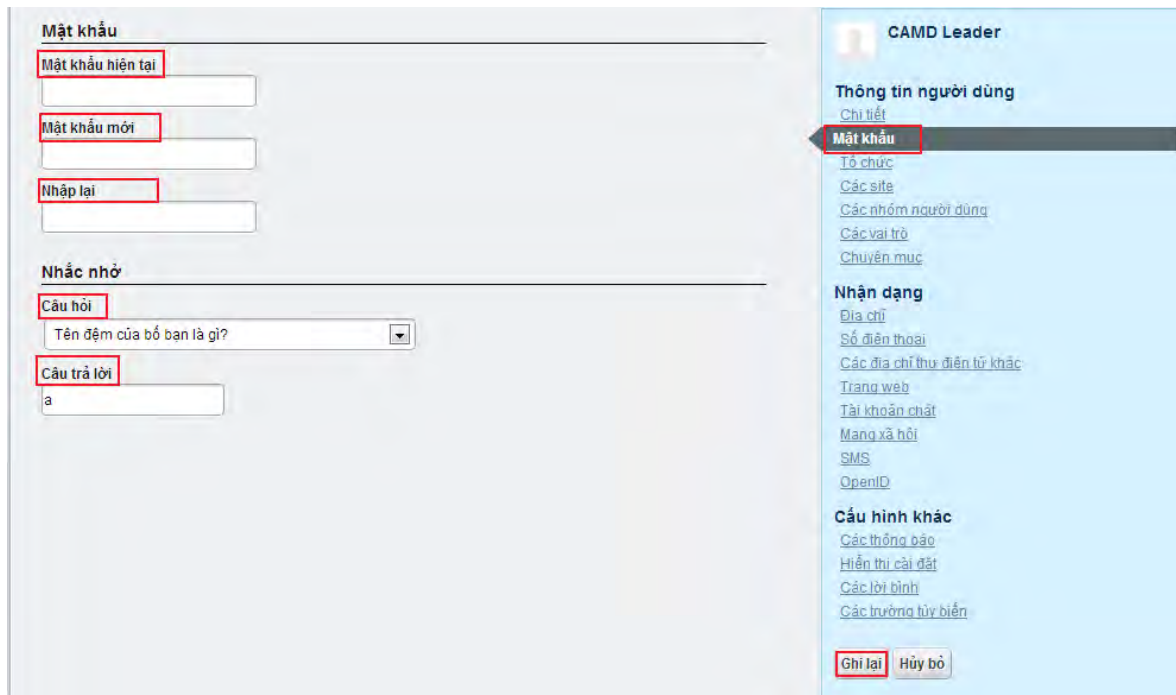 Mật khẩu
Mật khẩu hiện tại
Mật khẩu mới
Nhập lại
Nhắc nhở
Câu hỏi
Tên đệm của bố bạn là gì?
Câu trả lời
a
CAMD Leader
Thông tin người dùng
Chi tiết
Mật khẩu
Tổ chức
Các site
Các nhóm người dùng
Các vai trò
Chuyên mục
Nhận dạng
Địa chỉ
Số điện thoại
Các địa chỉ thư điện tử khác
Trang web
Tài khoản chát
Mạng xã hội
SMS
OpenID
Cấu hình khác
Các thông báo
Hiển thị cài đặt
Các lời bình
Các trường tùy biến
Ghi lại Hủy bỏ